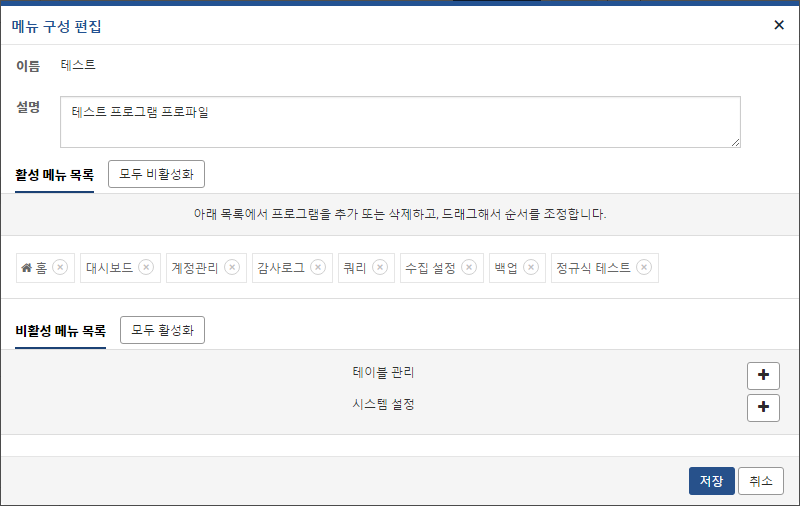 메뉴 구성 편집
이름 테스트
설명 테스트 프로그램 프로파일
활성 메뉴 목록 모두 비활성화
아래 목록에서 프로그램을 추가 또는 삭제하고, 드래그해서 순서를 조정합니다.
홈 대시보드 계정관리 감사로그 쿼리 수집 설정 백업 정규식 테스트
비활성 메뉴 목록 모두 활성화
테이블 관리
시스템 설정
저장 취소